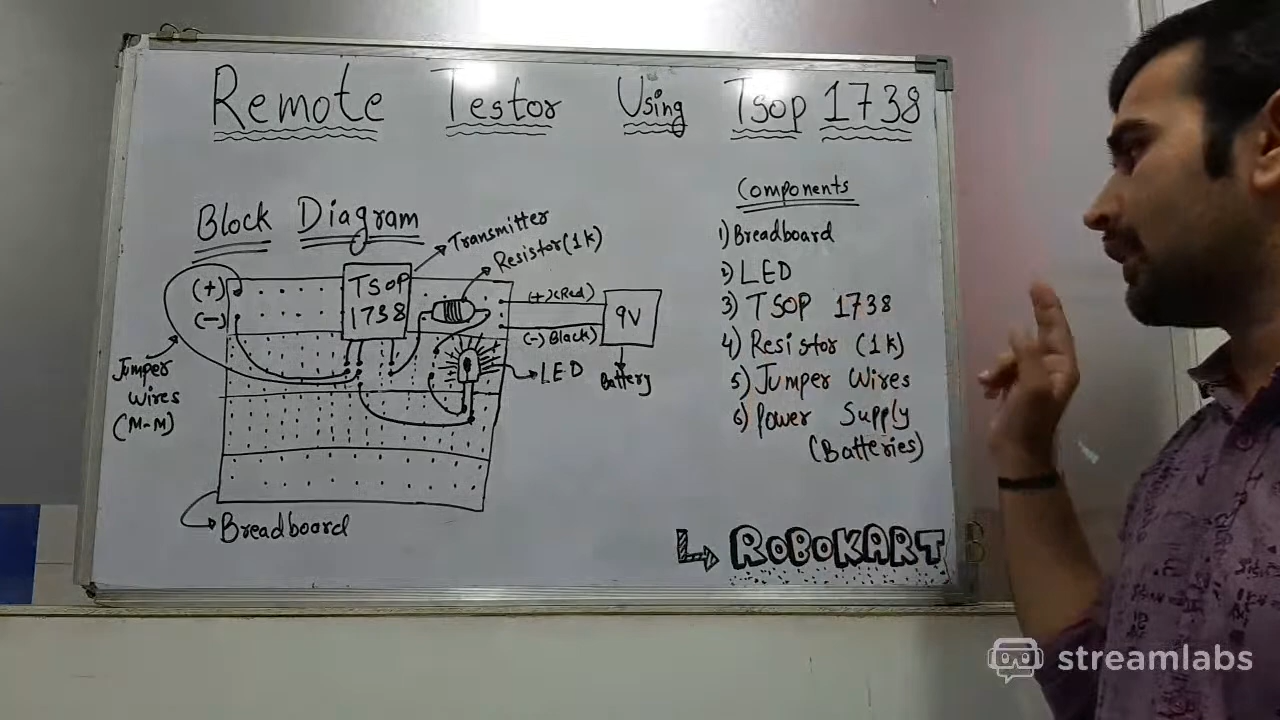 Remote Testor Using Tsop 1738
Block Diagram
Transmitter
Resistor(1k)
(+)
(-)
TSOP
1738
(+)(Red)
(-) Black)
9V
Battery
LED
Jumper
Wires
(M-M)
Breadboard
Components
1) Breadboard
2) LED
3) TSOP 1738
4) Resistor (1k)
5) Jumper Wires
6) Power Supply
(Batteries)
ROBOKART
streamlabs